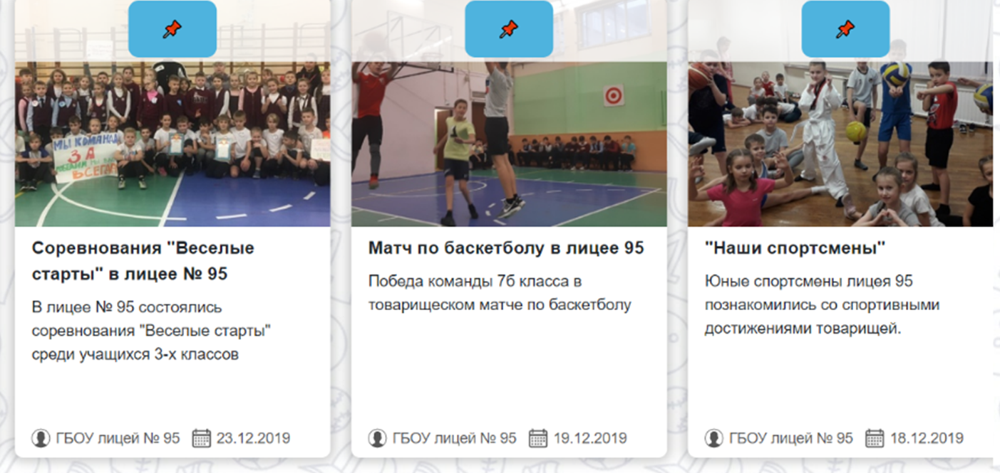 МЫ КОМАНДА
3 А
ВСЕГДА
Соревнования "Веселые
старты" в лицее № 95
В лицее № 95 состоялись
соревнования "Веселые старты"
среди учащихся 3-х классов
ГБОУ лицей № 95 23.12.2019
Матч по баскетболу в лицее 95
Победа команды 7б класса в
товарищеском матче по баскетболу
ГБОУ лицей № 95 19.12.2019
"Наши спортсмены"
Юные спортсмены лицея 95
познакомились со спортивными
достижениями товарищей.
ГБОУ лицей № 95 18.12.2019